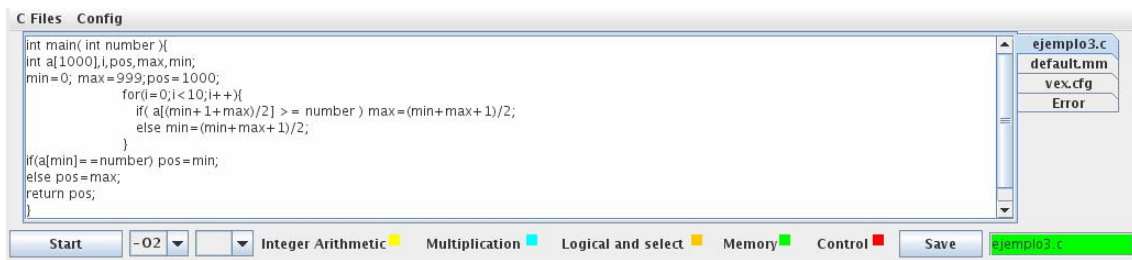 C Files Config
int main( int number ){
int a[1000],i,pos,max,min;
min=0; max=999;pos=1000;
for(i=0;i<10;i++){
if( a[(min+1+max)/2] >= number ) max=(min+max+1)/2;
else min=(min+max+1)/2;
}
if(a[min]==number) pos=min;
else pos=max;
return pos;
}
ejemplo3.c
default.mm
vex.cfg
Error
Start -O2 Integer Arithmetic Multiplication Logical and select Memory Control Save ejemplo3.c